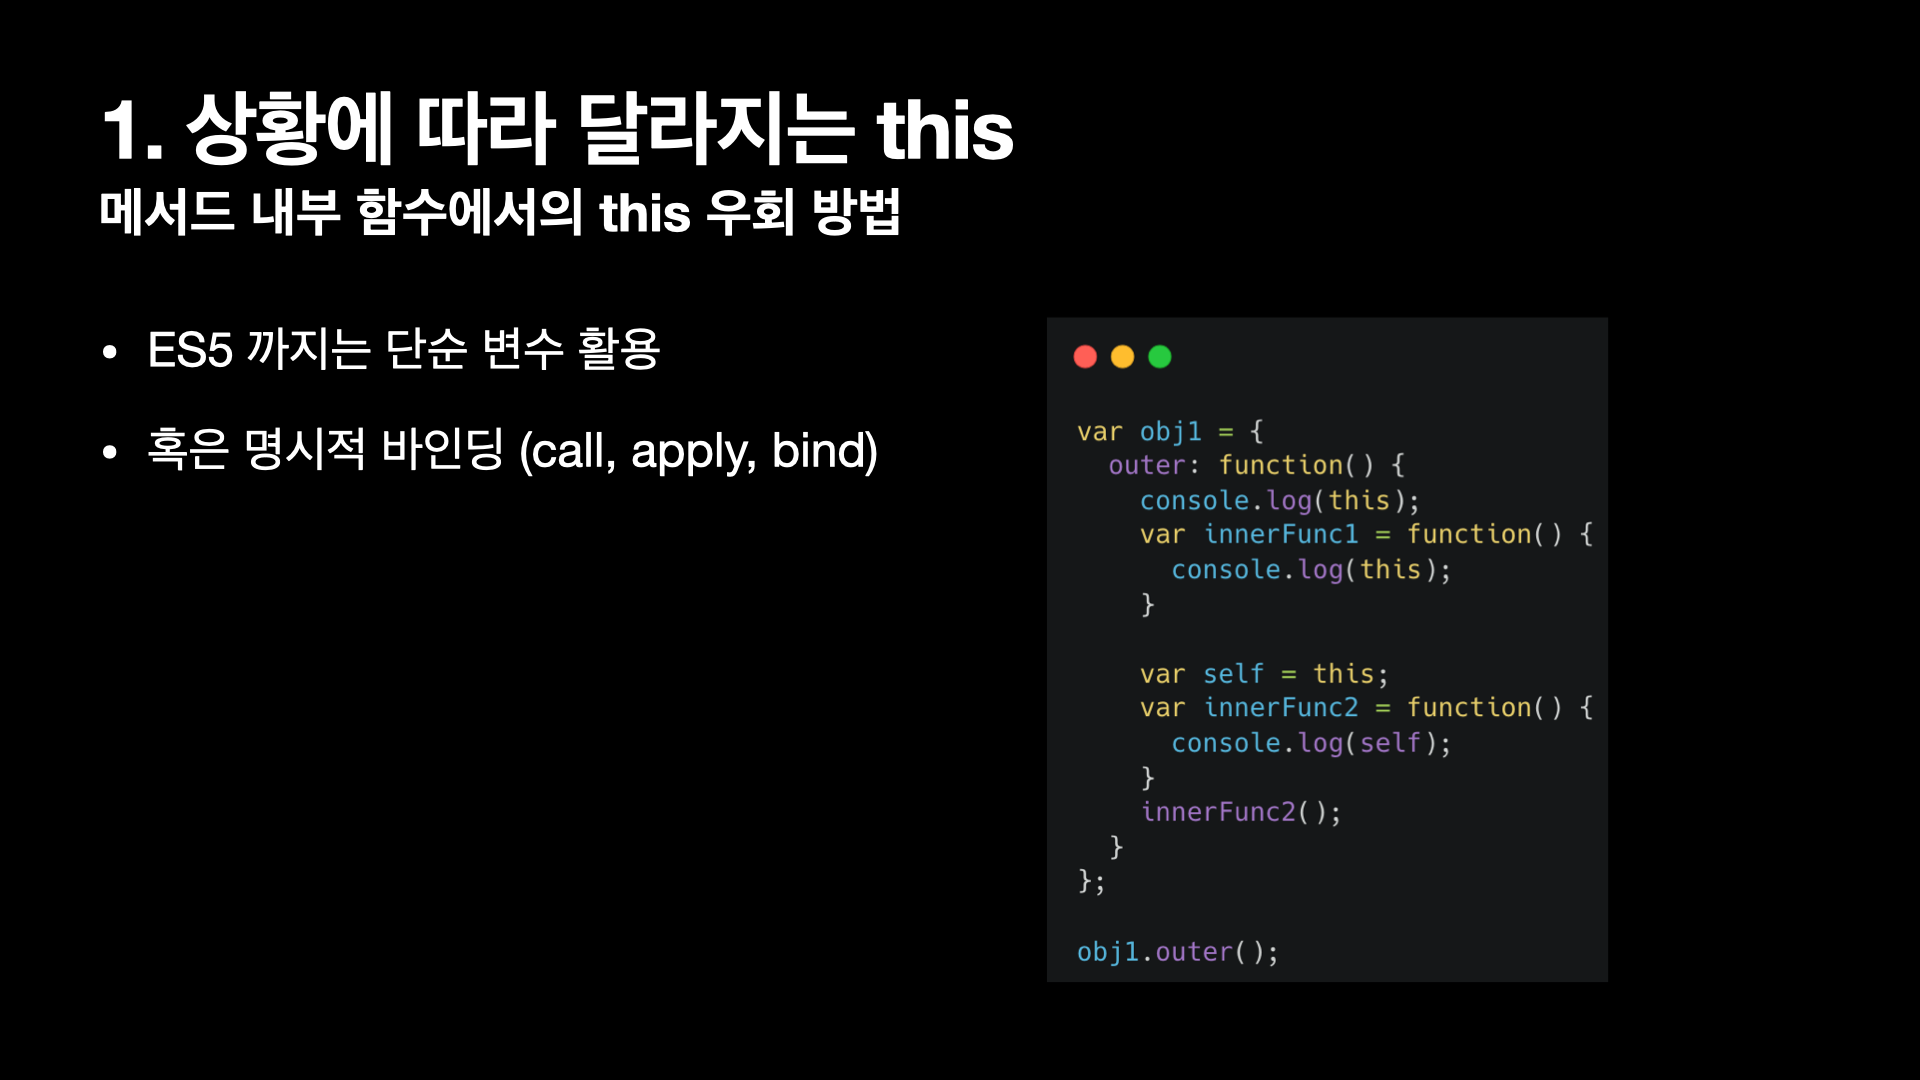 1. 상황에 따라 달라지는 this
메서드 내부 함수에서의 this 우회 방법
• ES5 까지는 단순 변수 활용
• 혹은 명시적 바인딩 (call, apply, bind)
var obj1 = {
  outer: function() {
    console.log(this);
    var innerFunc1 = function() {
      console.log(this);
    }

    var self = this;
    var innerFunc2 = function() {
      console.log(self);
    }
    innerFunc2();
  }
};

obj1.outer();